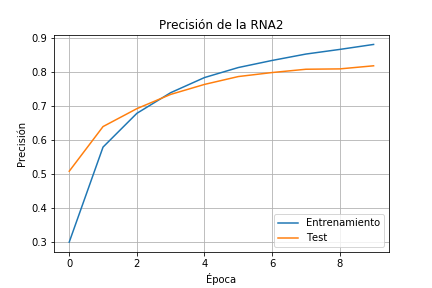 Precisión de la RNA2
Precisión
0.9
0.8
0.7
0.6
0.5
0.4
0.3
0 2 4 6 8
Época
Entrenamiento
Test